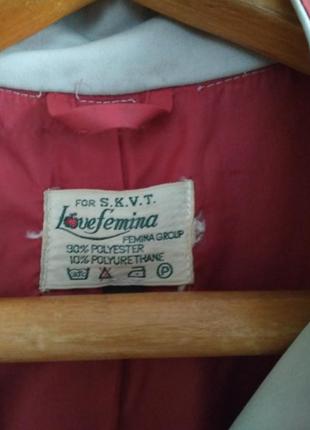 FOR S.K.V.T.
Lovefemina
FEMINA GROUP
90% POLYESTER
10% POLYURETHANE
P